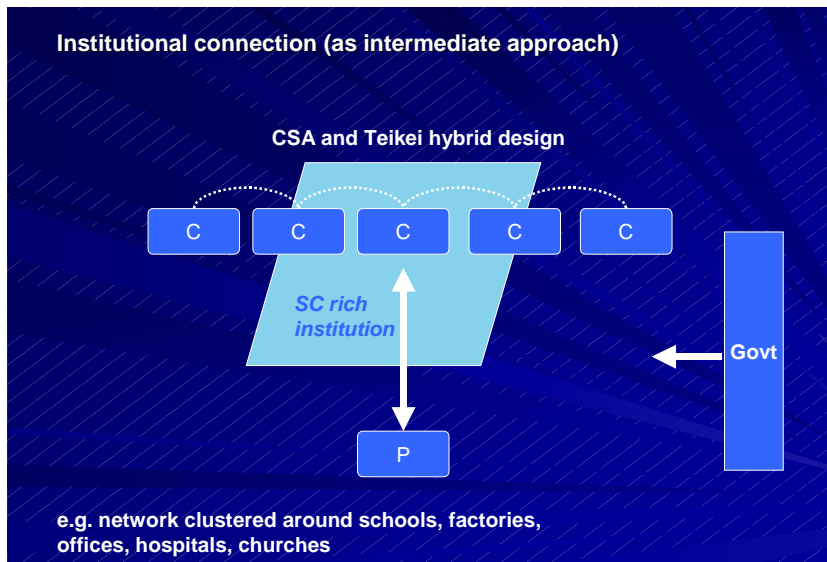 Institutional connection (as intermediate approach)
CSA and Teikei hybrid design
C C C C C
SC rich
institution
Govt
P
e.g. network clustered around schools, factories,
offices, hospitals, churches